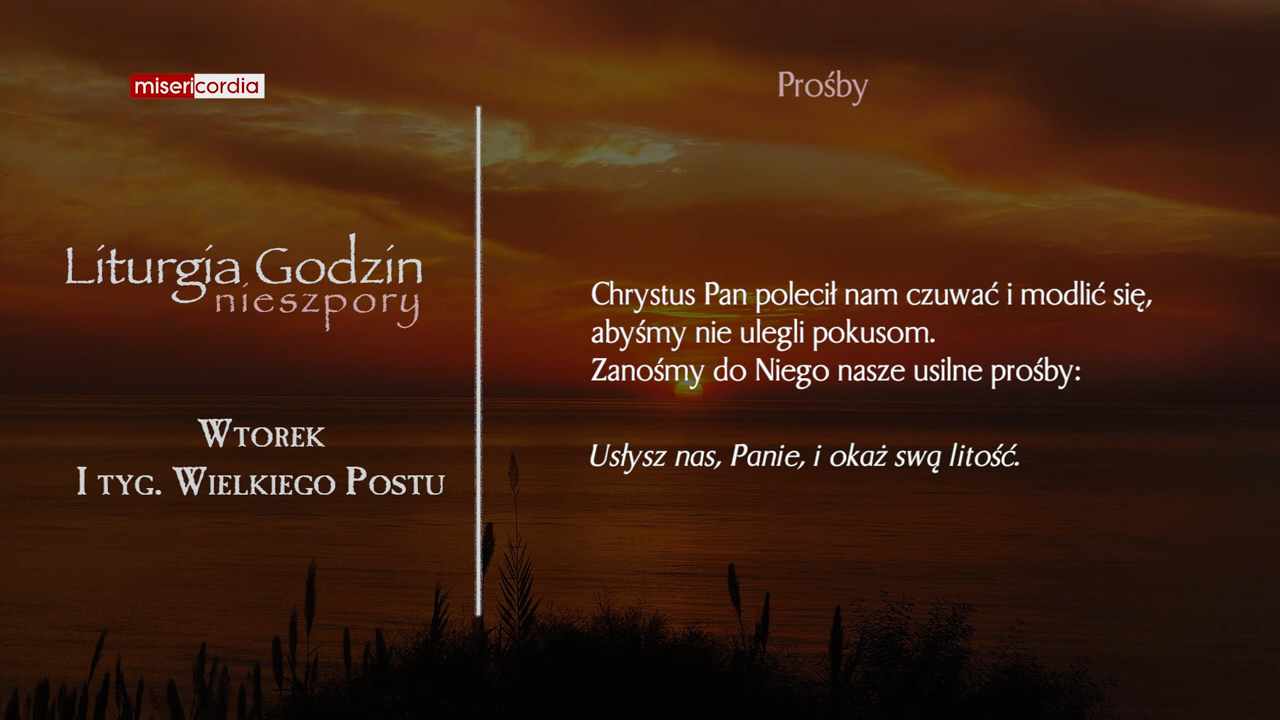 misericordia
Prośby
Liturgia Godzin
nieszpory
Wtorek
I tyg. Wielkiego Postu
Chrystus Pan polecił nam czuwać i modlić się,
abyśmy nie ulegli pokusom.
Zanośmy do Niego nasze usilne prośby:
Usłysz nas, Panie, i okaż swą litość.